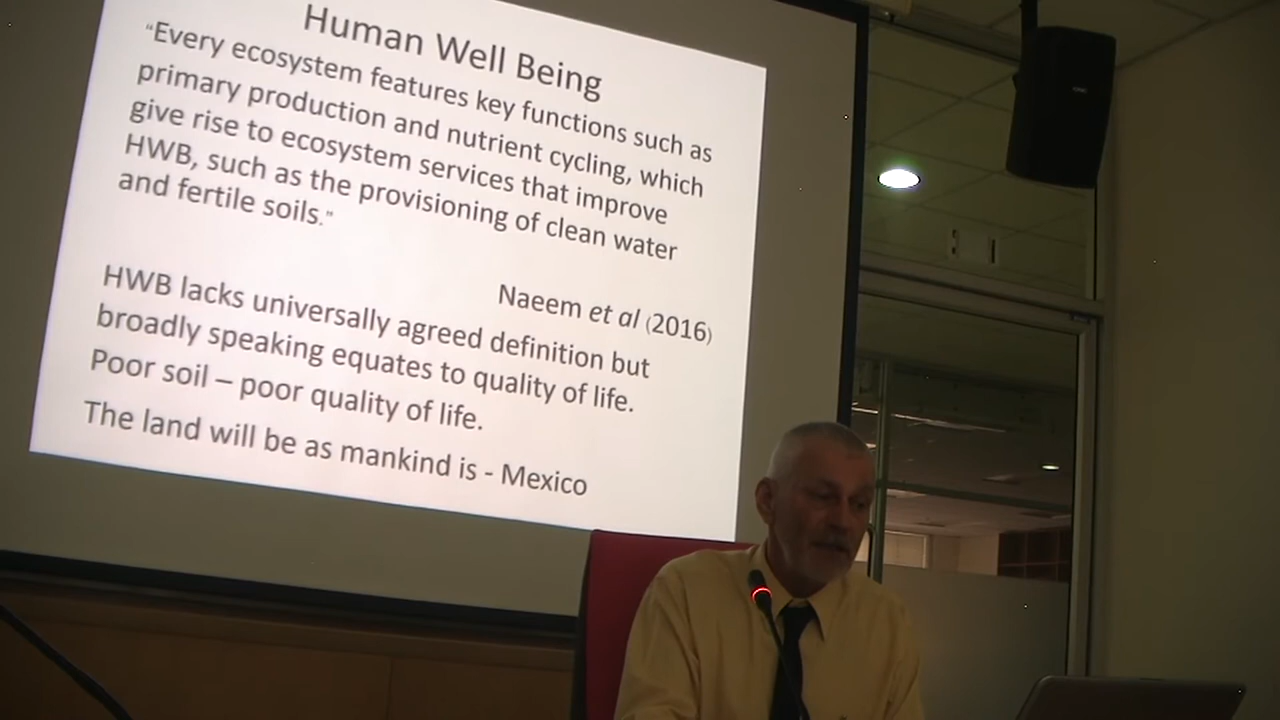 Human Well Being
“Every ecosystem features key functions such as
primary production and nutrient cycling, which
give rise to ecosystem services that improve
HWB, such as the provisioning of clean water
and fertile soils.”
Naeem et al (2016)
HWB lacks universally agreed definition but
broadly speaking equates to quality of life.
Poor soil – poor quality of life.
The land will be as mankind is - Mexico